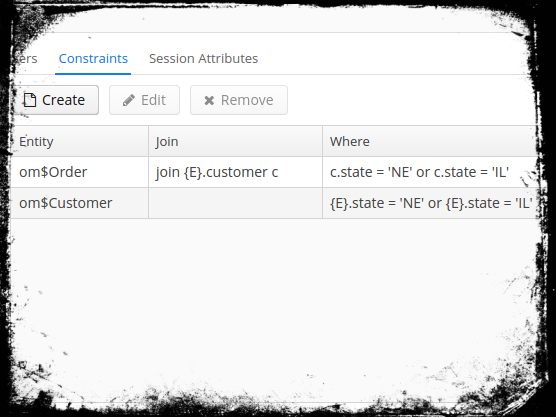 ers Constraints Session Attributes
Create Edit Remove
Entity Join Where
om$Order join {E}.customer c c.state = 'NE' or c.state = 'IL'
om$Customer {E}.state = 'NE' or {E}.state = 'IL'